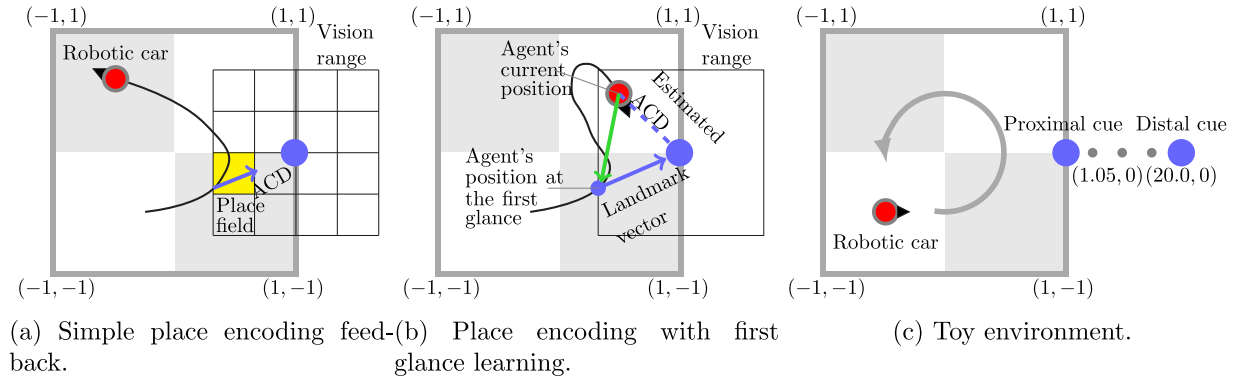 (−1, 1)
(1, 1)
Vision
range
Robotic car
ACD
Place
field
(−1, −1)
(1, −1)
(a) Simple place encoding feed-
back.
(−1, 1)
(1, 1)
Vision
range
Agent's
current
position
Estimated
ACD
Agent's
position at
the first
glance
Landmark
vector
(−1, −1)
(1, −1)
(b) Place encoding with first
glance learning.
(−1, 1)
(1, 1)
Proximal cue
Distal cue
(1.05, 0)
(20.0, 0)
Robotic car
(−1, −1)
(1, −1)
(c) Toy environment.